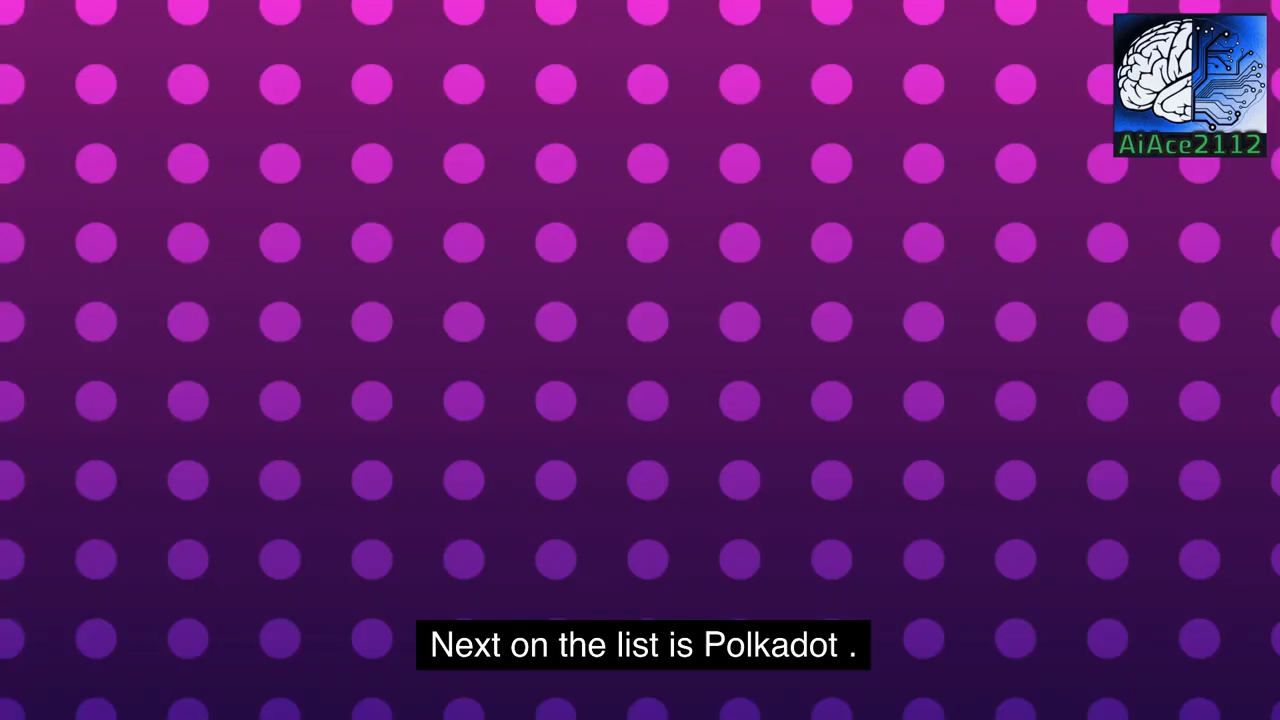 AiAce2112
Next on the list is Polkadot .